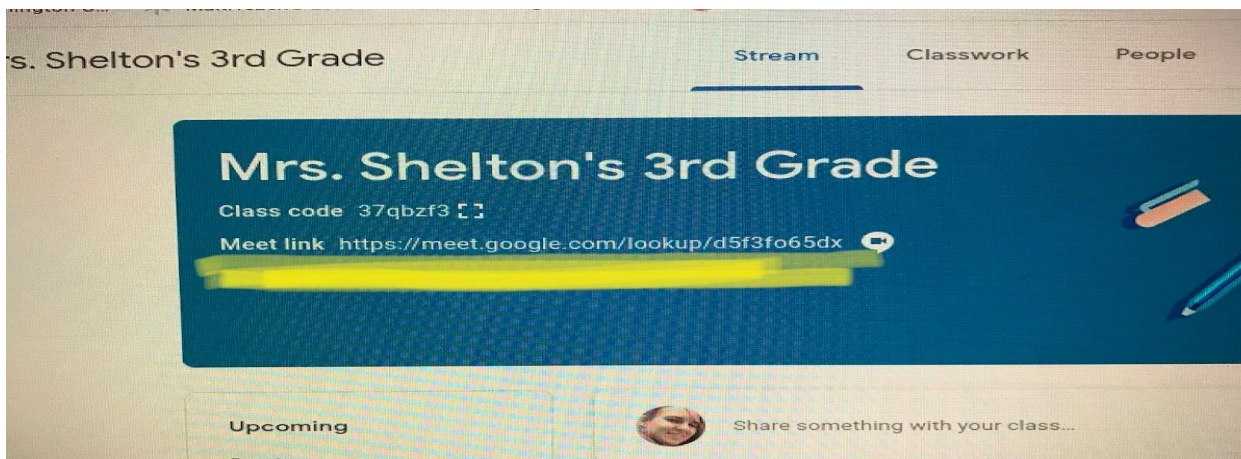 s. Shelton's 3rd Grade
Stream Classwork People
Mrs. Shelton's 3rd Grade
Class code 37qbzf3
Meet link https://meet.google.com/lookup/d5f3fo65dx
Upcoming
Share something with your class...